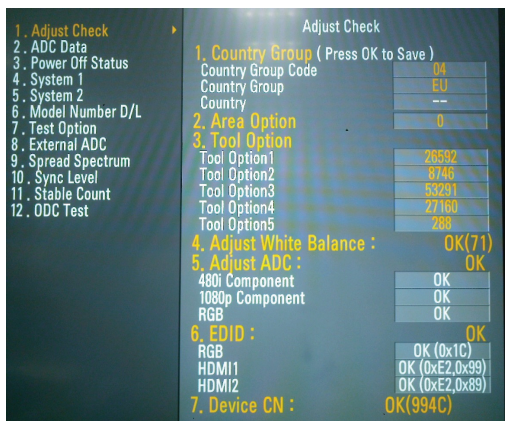 1. Adjust Check
2. ADC Data
3. Power Off Status
4. System 1
5. System 2
6. Model Number D/L
7. Test Option
8. External ADC
9. Spread Spectrum
10. Sync Level
11. Stable Count
12. ODC Test
Adjust Check
1. Country Group ( Press OK to Save )
Country Group Code 04
Country Group EU
Country --
2. Area Option 0
3. Tool Option
Tool Option1 26592
Tool Option2 8746
Tool Option3 53291
Tool Option4 27160
Tool Option5 288
4. Adjust White Balance : OK(71)
5. Adjust ADC : OK
480i Component OK
1080p Component OK
RGB OK
6. EDID : OK
RGB OK (0x1C)
HDMI1 OK (0xE2,0x99)
HDMI2 OK (0xE2,0x89)
7. Device CN : OK(994C)